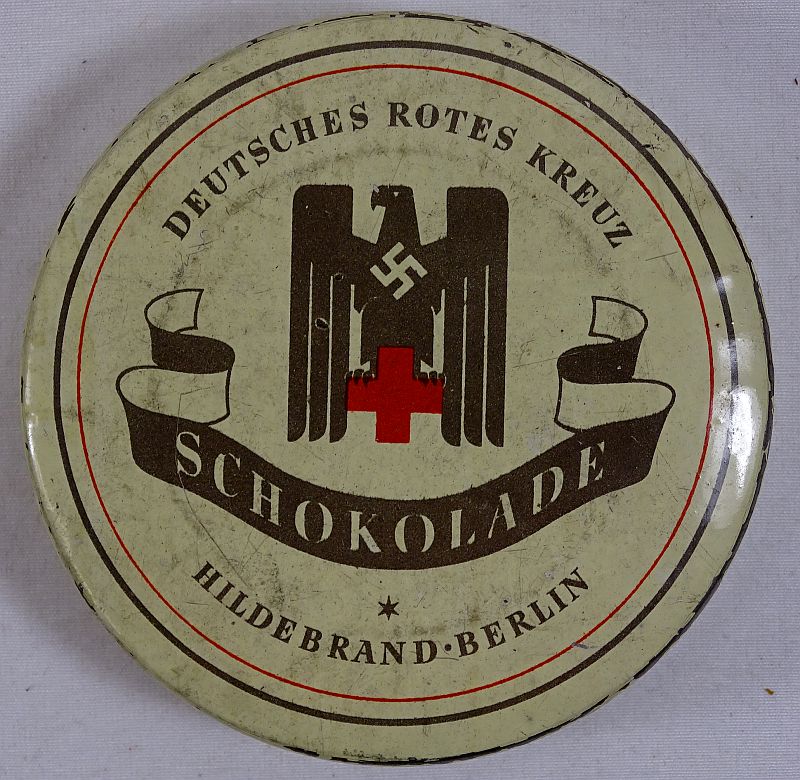 DEUTSCHES ROTES KREUZ
SCHOKOLADE
HILDEBRAND·BERLIN